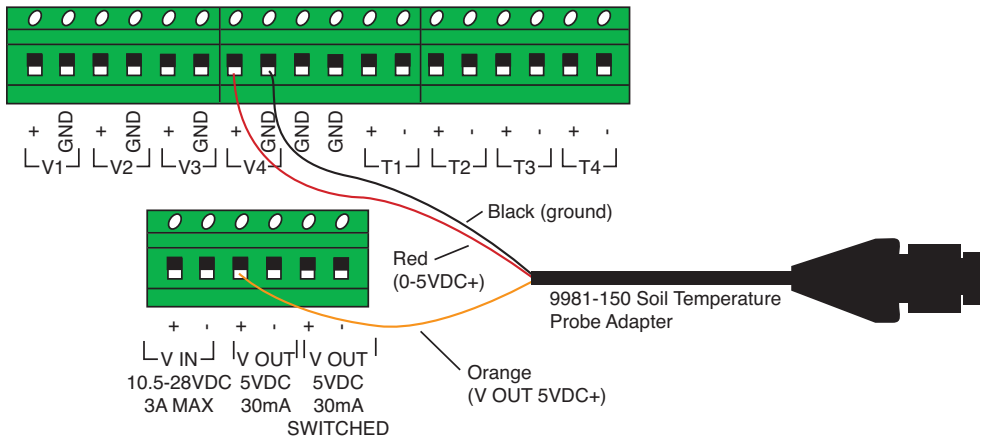 + GND + GND + GND + GND GND GND + - + - + - + -
V1 V2 V3 V4 T1 T2 T3 T4
Black (ground)
Red
(0-5VDC+)
9981-150 Soil Temperature
Probe Adapter
+ - + - + -
V IN V OUT V OUT
10.5-28VDC 5VDC 5VDC
3A MAX 30mA 30mA
SWITCHED
Orange
(V OUT 5VDC+)